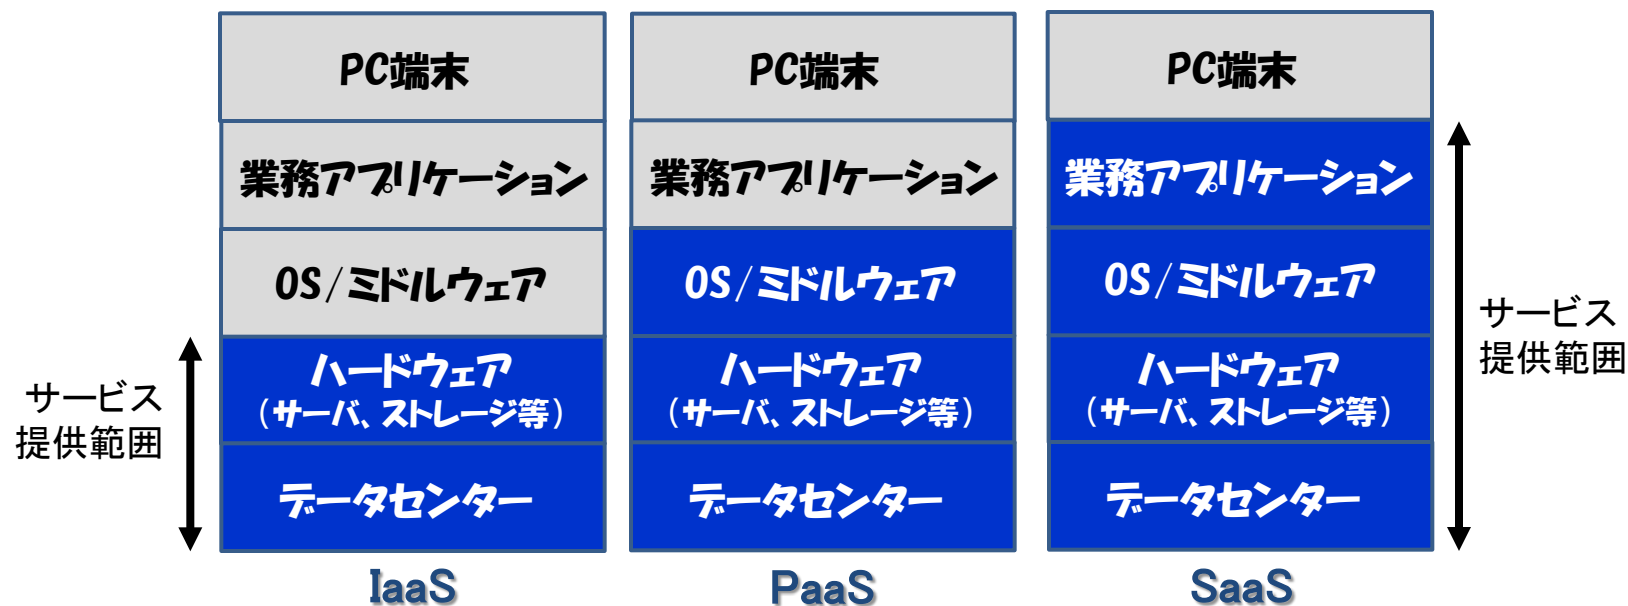 PC端末
業務アプリケーション
OS/ミドルウェア
ハードウェア
（サーバ、ストレージ等）
データセンター
IaaS
サービス
提供範囲
PC端末
業務アプリケーション
OS/ミドルウェア
ハードウェア
（サーバ、ストレージ等）
データセンター
PaaS
PC端末
業務アプリケーション
OS/ミドルウェア
ハードウェア
（サーバ、ストレージ等）
データセンター
SaaS
サービス
提供範囲